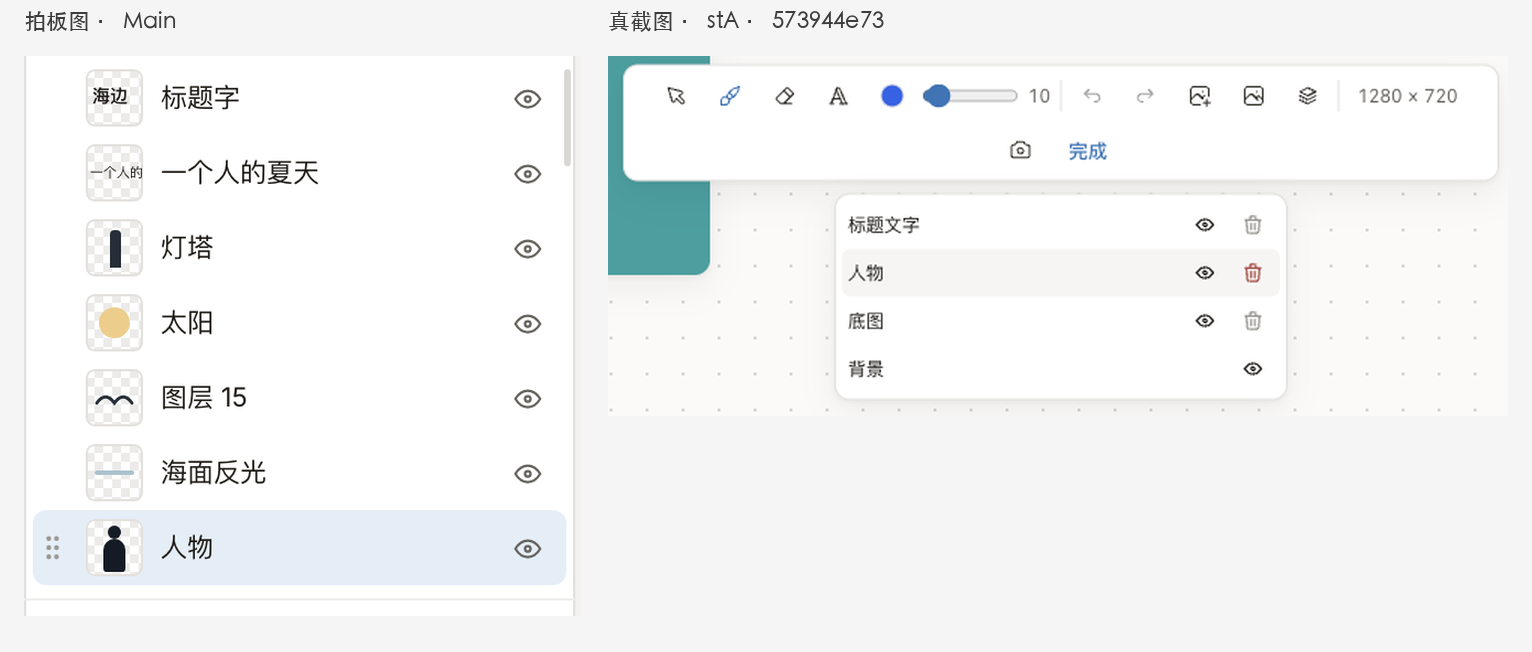 拍板图 · Main
海边 标题字
一个人的 一个人的夏天
灯塔
太阳
图层 15
海面反光
人物
真截图 · stA · 573944e73
10 1280 × 720
完成
标题文字
人物
底图
背景